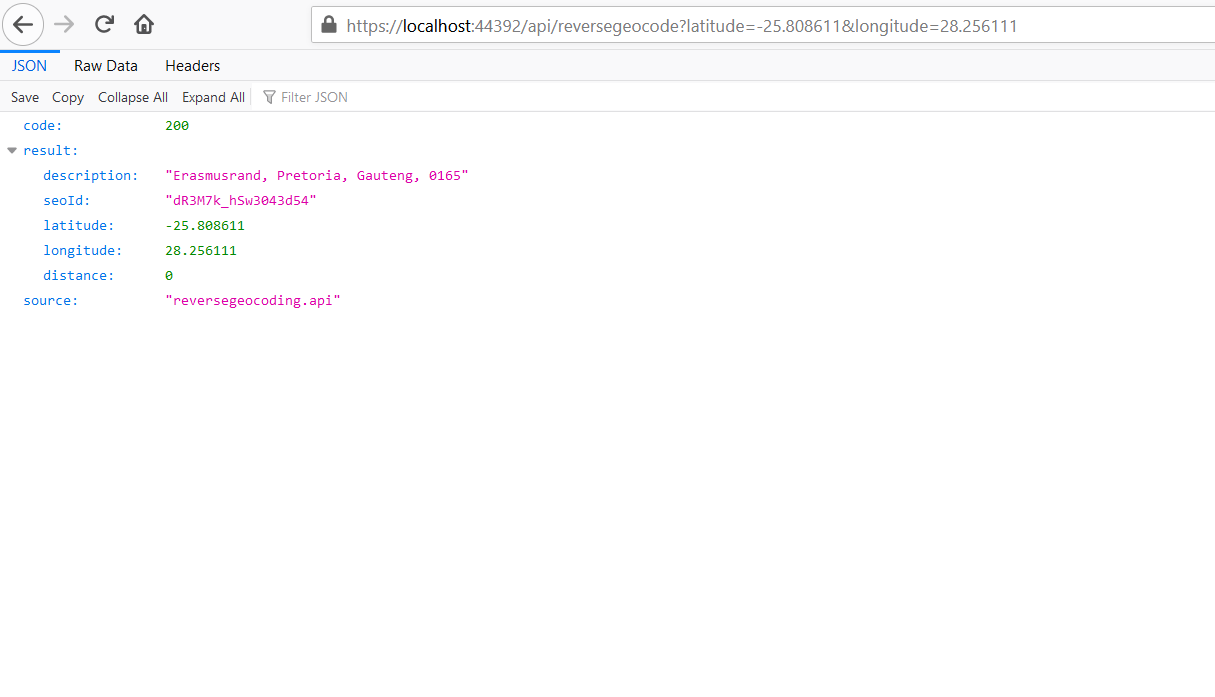 https://localhost:44392/api/reversegeocode?latitude=-25.808611&longitude=28.256111
JSON Raw Data Headers
Save Copy Collapse All Expand All Filter JSON
code: 200
result:
description: "Erasmusrand, Pretoria, Gauteng, 0165"
seoId: "dR3M7k_hSw3043d54"
latitude: -25.808611
longitude: 28.256111
distance: 0
source: "reversegeocoding.api"